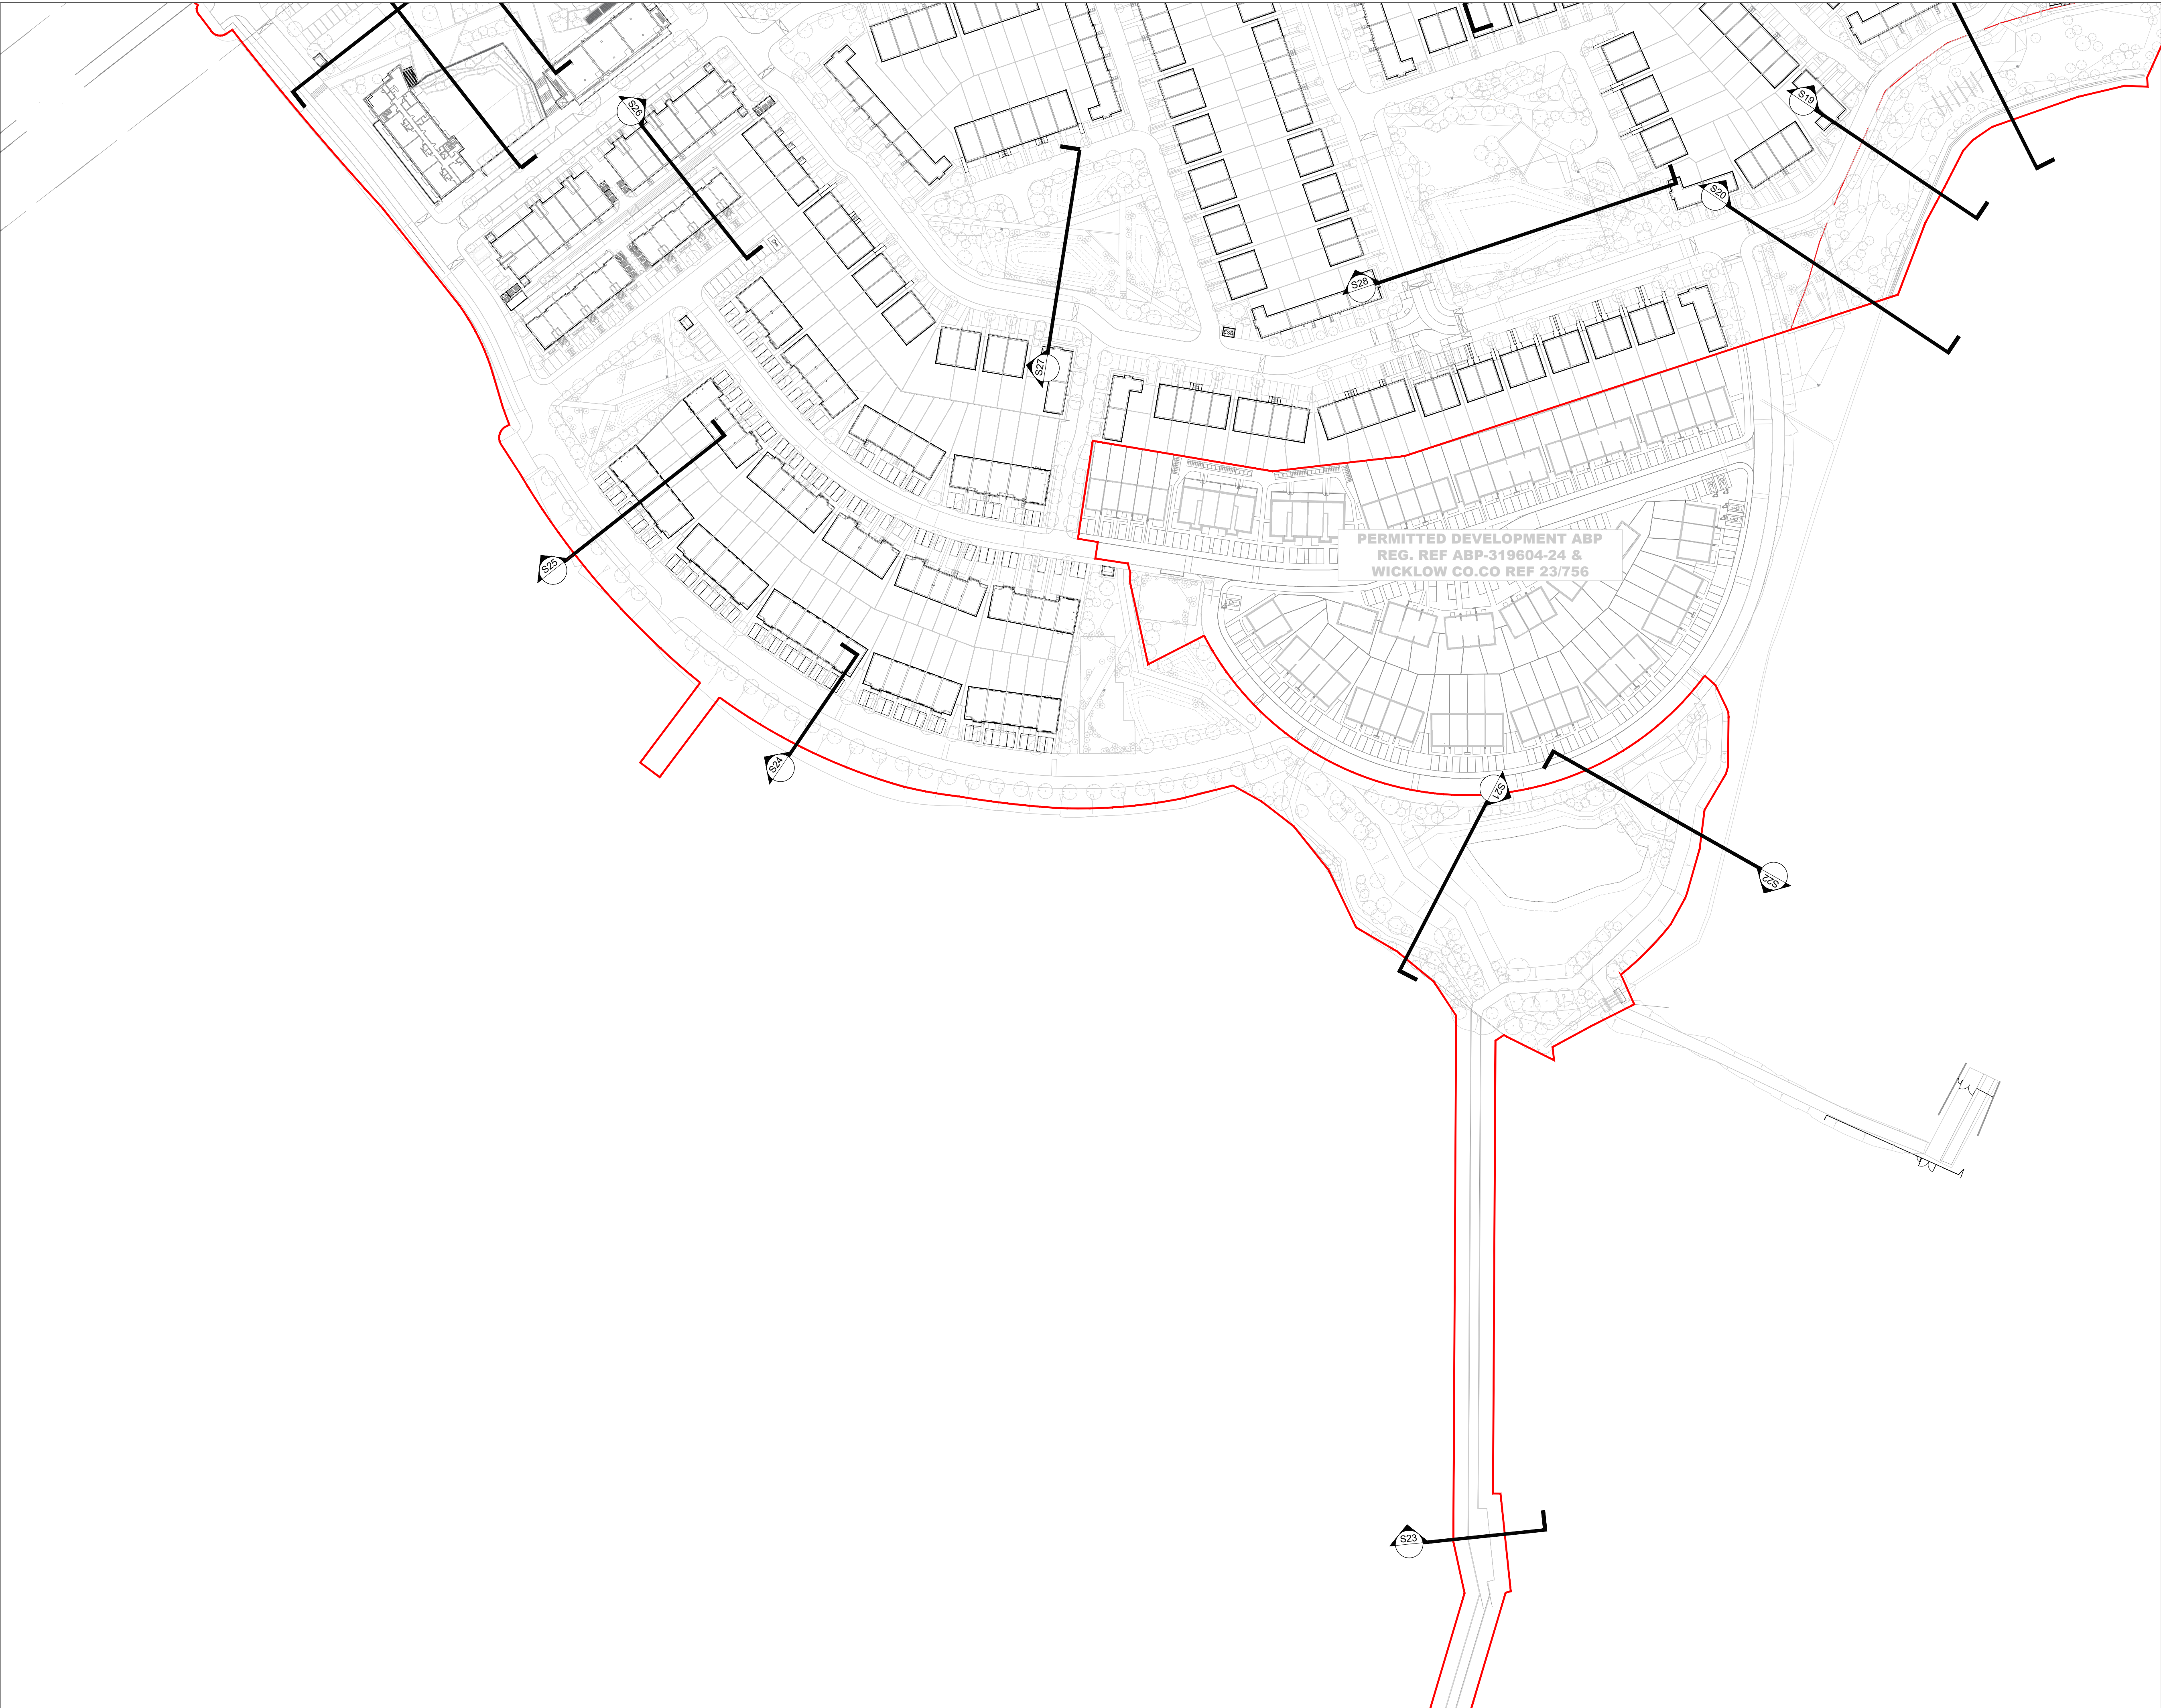 S26
S19
S20
S28
ESB
S27
PERMITTED DEVELOPMENT ABP
REG. REF ABP-319604-24 &
WICKLOW CO.CO REF 23/756
S25
S24
S21
S22
S23